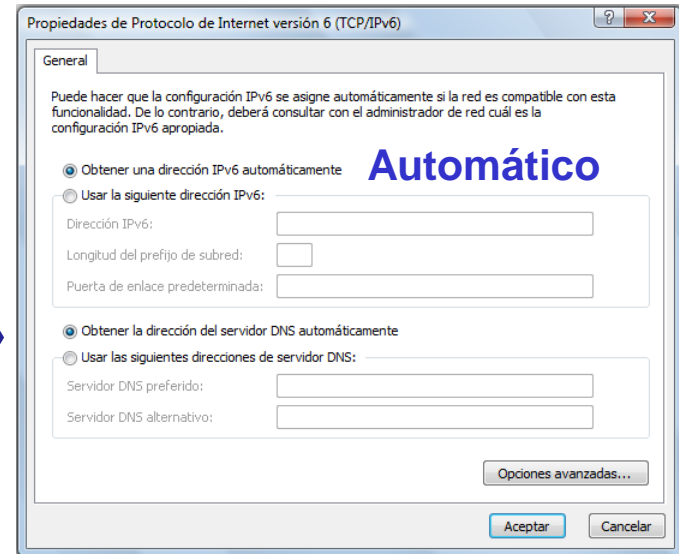 Propiedades de Protocolo de Internet versión 6 (TCP/IPv6)
General
Puede hacer que la configuración IPv6 se asigne automáticamente si la red es compatible con esta
funcionalidad. De lo contrario, deberá consultar con el administrador de red cuál es la
configuración IPv6 apropiada.
Obtener una dirección IPv6 automáticamente
Automático
Usar la siguiente dirección IPv6:
Dirección IPv6:
Longitud del prefijo de subred:
Puerta de enlace predeterminada:
Obtener la dirección del servidor DNS automáticamente
Usar las siguientes direcciones de servidor DNS:
Servidor DNS preferido:
Servidor DNS alternativo:
Opciones avanzadas...
Aceptar
Cancelar